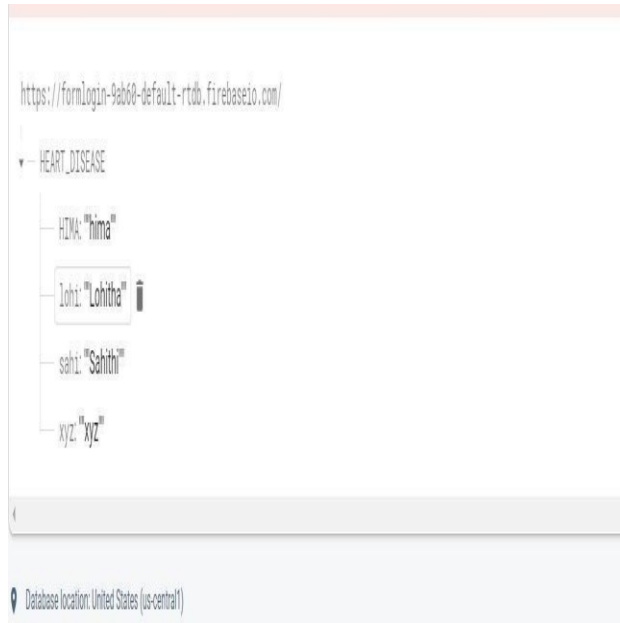 https://formlogin-9ab60-default-rtdb.firebaseio.com/
HEART_DISEASE
HIMA: ""hima""
lohi: ""Lohitha""
sahi: ""Sahithi""
xyz: ""xyz""
Database location: United States (us-central1)